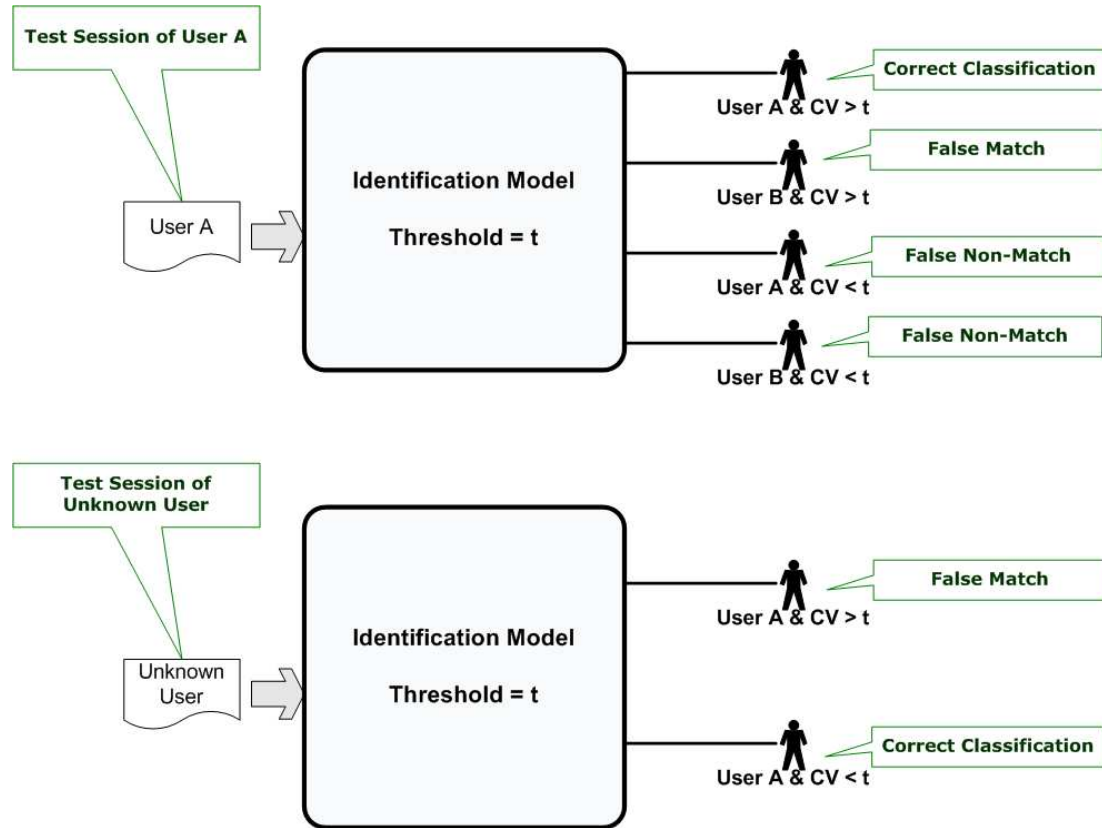 Test Session of User A
User A
Identification Model
Threshold = t
Correct Classification
User A & CV > t
False Match
User B & CV > t
False Non-Match
User A & CV < t
False Non-Match
User B & CV < t
Test Session of
Unknown User
Unknown
User
Identification Model
Threshold = t
False Match
User A & CV > t
Correct Classification
User A & CV < t